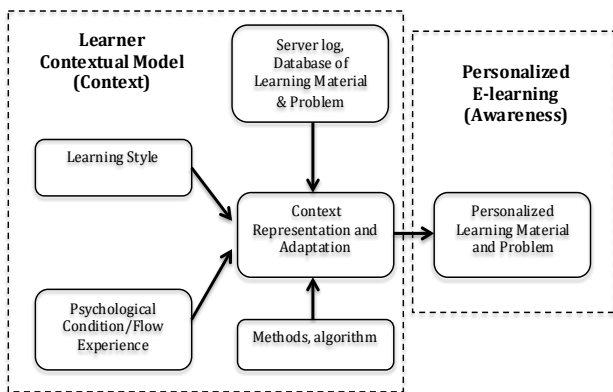 Learner
Contextual Model
(Context)
Server log,
Database of
Learning Material
& Problem
Personalized
E-learning
(Awareness)
Learning Style
Context
Representation and
Adaptation
Personalized
Learning Material
and Problem
Psychological
Condition/Flow
Experience
Methods, algorithm